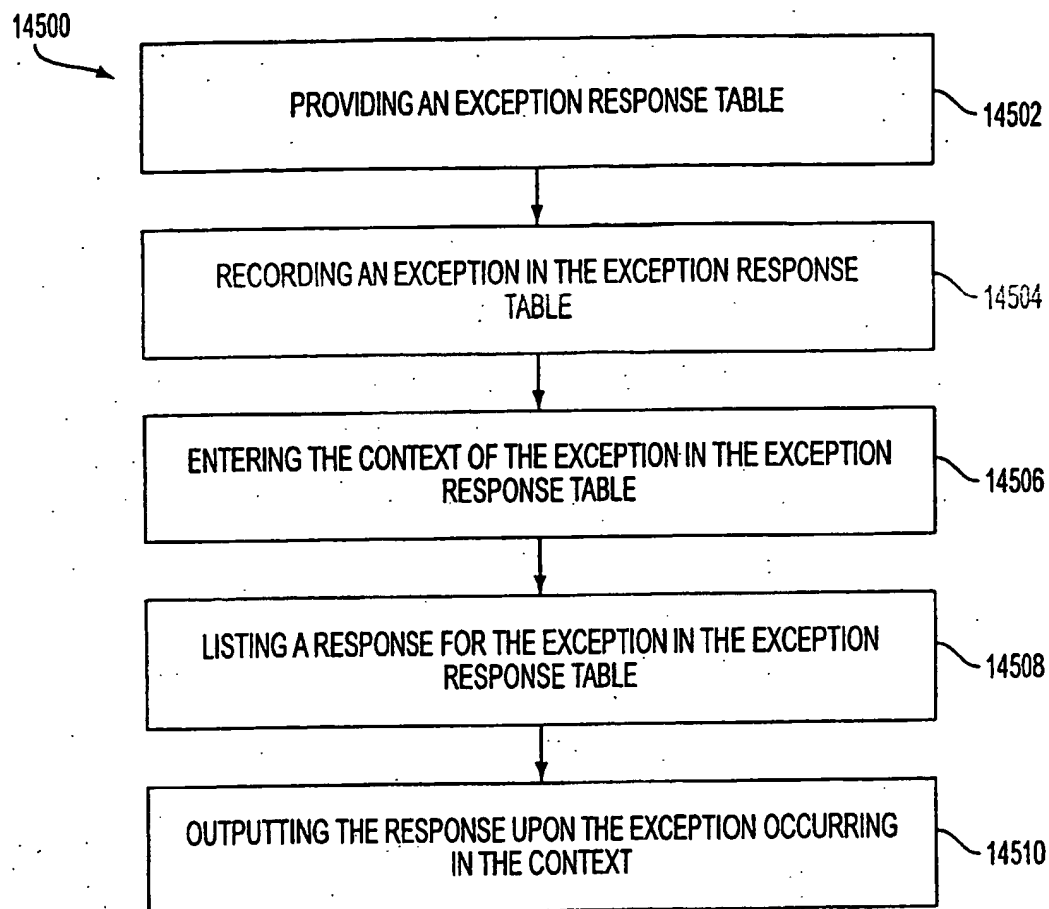 14500
PROVIDING AN EXCEPTION RESPONSE TABLE
14502
RECORDING AN EXCEPTION IN THE EXCEPTION RESPONSE
TABLE
14504
ENTERING THE CONTEXT OF THE EXCEPTION IN THE EXCEPTION
RESPONSE TABLE
14506
LISTING A RESPONSE FOR THE EXCEPTION IN THE EXCEPTION
RESPONSE TABLE
14508
OUTPUTTING THE RESPONSE UPON THE EXCEPTION OCCURRING
IN THE CONTEXT
14510